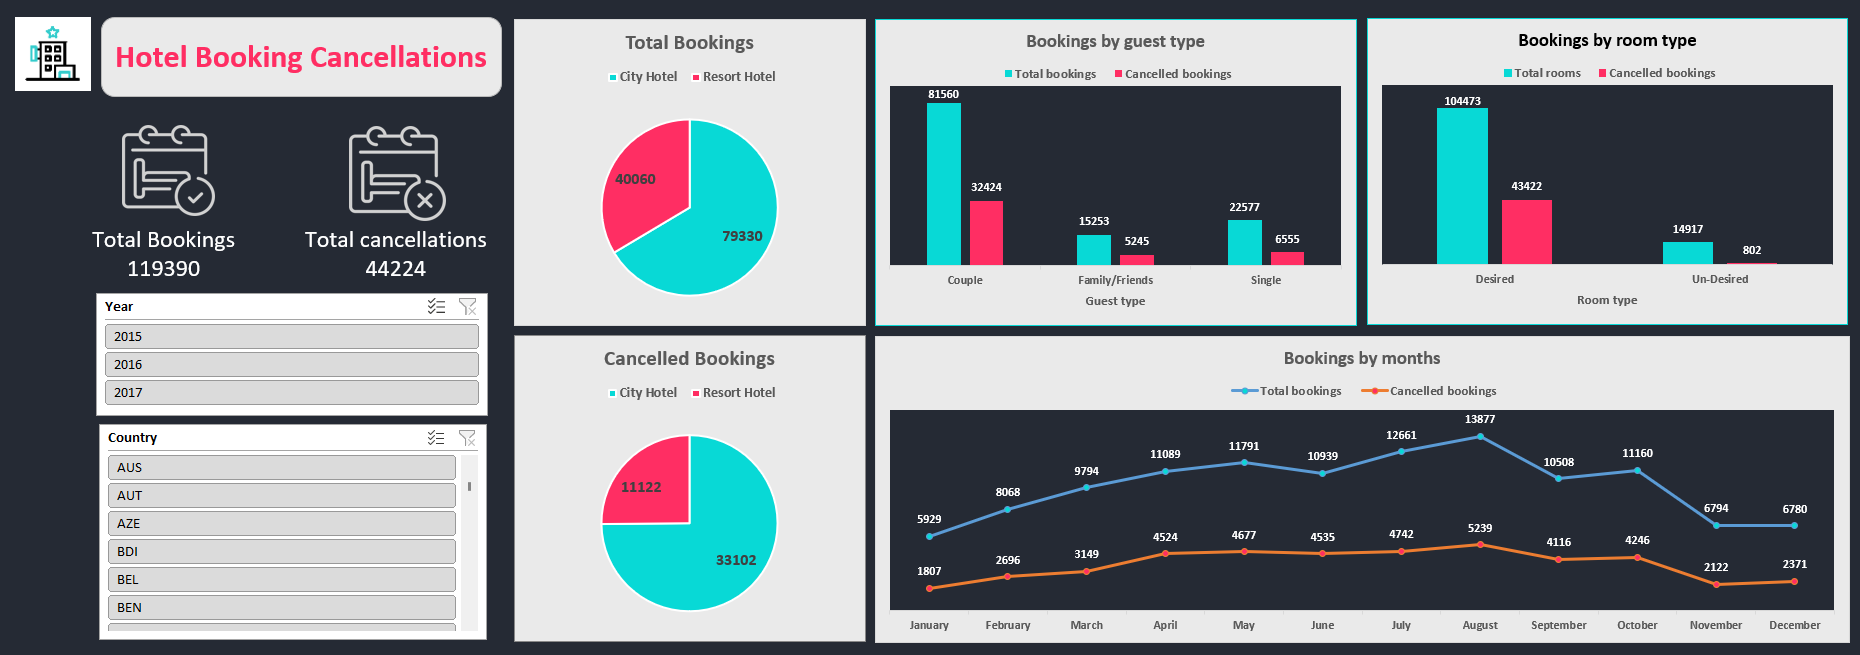 Hotel Booking Cancellations
Total Bookings
119390
Total cancellations
44224
Year
2015
2016
2017
Country
AUS
AUT
AZE
BDI
BEL
BEN
Total Bookings
City Hotel Resort Hotel
40060
79330
Cancelled Bookings
City Hotel Resort Hotel
11122
33102
Bookings by guest type
Total bookings Cancelled bookings
81560
32424
15253
5245
22577
6555
Couple Family/Friends Single
Guest type
Bookings by room type
Total rooms Cancelled bookings
104473
43422
14917
802
Desired Un-Desired
Room type
Bookings by months
Total bookings Cancelled bookings
5929 8068 9794 11089 11791 10939 12661 13877 10508 11160 6794 6780
1807 2696 3149 4524 4677 4535 4742 5239 4116 4246 2122 2371
January February March April May June July August September October November December